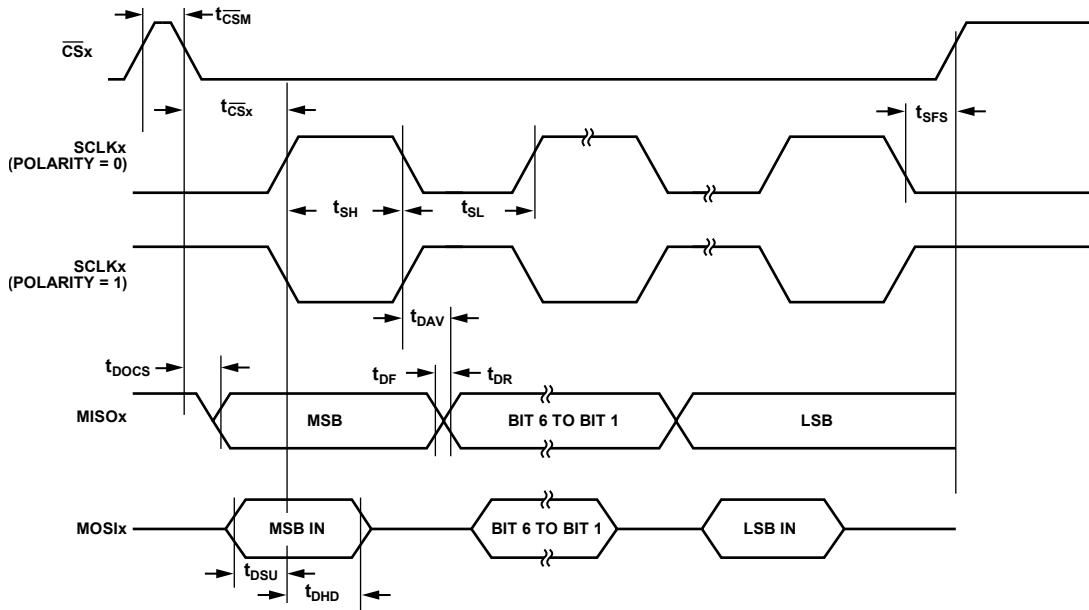 tCSM
CSx
tCSx
tSFS
SCLKx
(POLARITY = 0)
tSH
tSL
SCLKx
(POLARITY = 1)
tDAV
tDOCS
tDF
tDR
MISOx
MSB
BIT 6 TO BIT 1
LSB
MOSIx
MSB IN
BIT 6 TO BIT 1
LSB IN
tDSU
tDHD